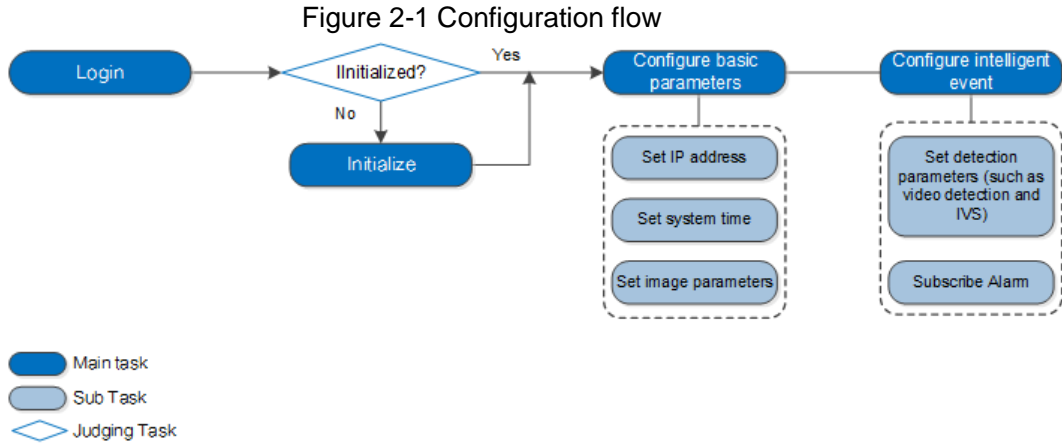 Figure 2-1 Configuration flow
Login
IInitialized?
Yes
No
Initialize
Configure basic
parameters
Set IP address
Set system time
Set image parameters
Configure intelligent
event
Set detection
parameters (such as
video detection and
IVS)
Subscribe Alarm
Main task
Sub Task
Judging Task